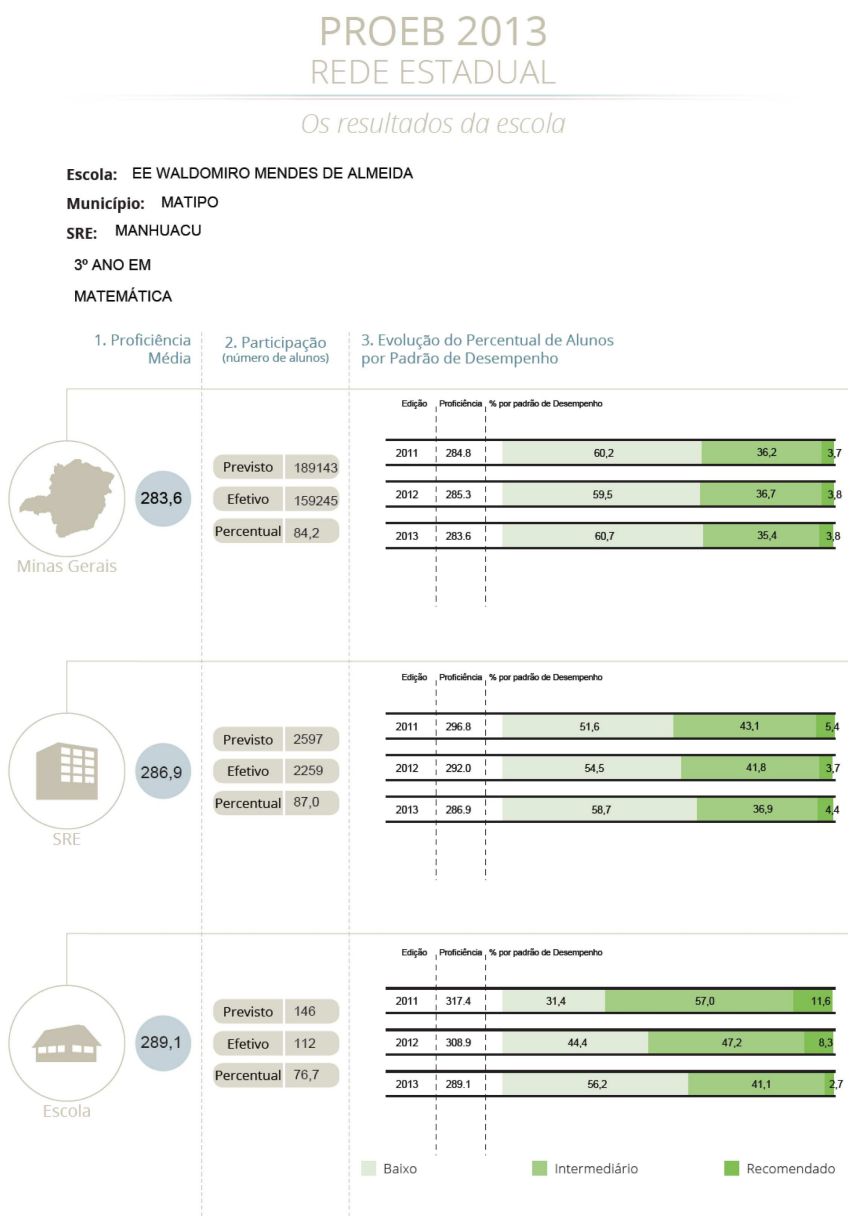 PROEB 2013
REDE ESTADUAL
Os resultados da escola
Escola: EE WALDOMIRO MENDES DE ALMEIDA
Município: MATIPO
SRE: MANHUACU
3º ANO EM
MATEMÁTICA
1. Proficiência Média
2. Participação
(número de alunos)
3. Evolução do Percentual de Alunos
por Padrão de Desempenho
Minas Gerais
283,6
Previsto 189143
Efetivo 159245
Percentual 84,2
Edição Proficiência % por padrão de Desempenho
2011 284.8 60,2 36,2 3,7
2012 285.3 59,5 36,7 3,8
2013 283.6 60,7 35,4 3,8
SRE
286,9
Previsto 2597
Efetivo 2259
Percentual 87,0
Edição Proficiência % por padrão de Desempenho
2011 296.8 51,6 43,1 5,4
2012 292.0 54,5 41,8 3,7
2013 286.9 58,7 36,9 4,4
Escola
289,1
Previsto 146
Efetivo 112
Percentual 76,7
Edição Proficiência % por padrão de Desempenho
2011 317.4 31,4 57,0 11,6
2012 308.9 44,4 47,2 8,3
2013 289.1 56,2 41,1 2,7
Baixo Intermediário Recomendado